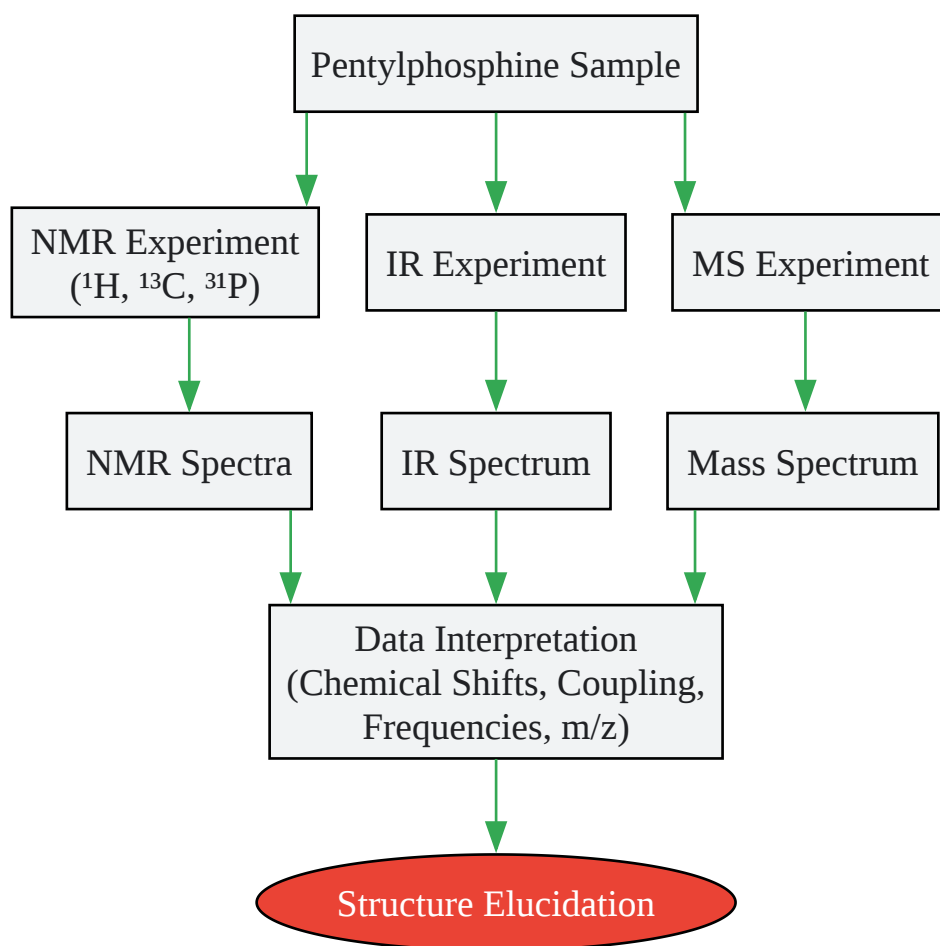 Pentylphosphine Sample
NMR Experiment
(¹H, ¹³C, ³¹P)
IR Experiment
MS Experiment
NMR Spectra
IR Spectrum
Mass Spectrum
Data Interpretation
(Chemical Shifts, Coupling,
Frequencies, m/z)
Structure Elucidation